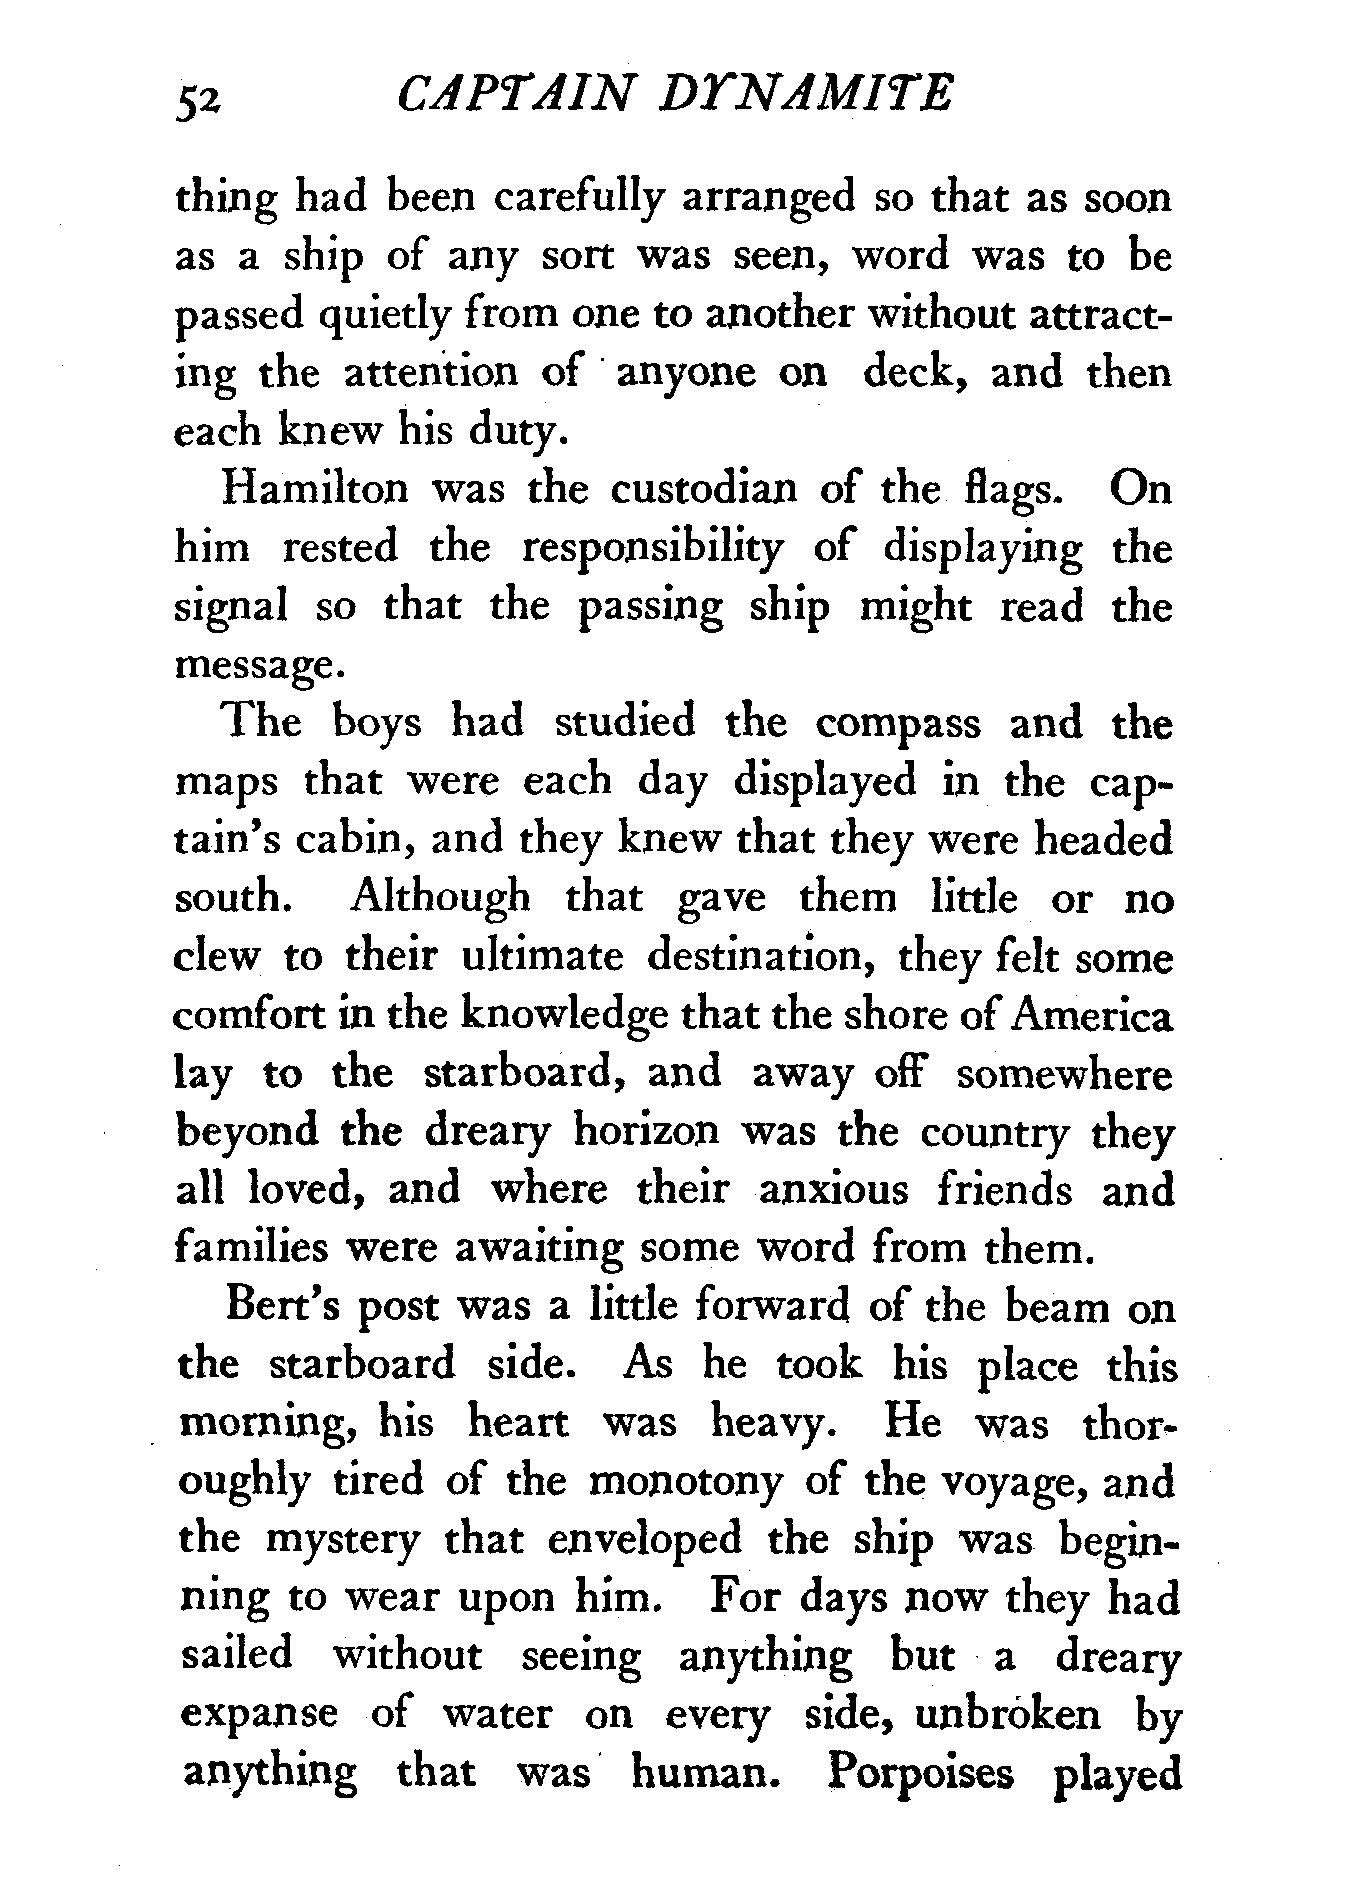 52 CAPTAIN DYNAMITE
thing had been carefully arranged so that as soon
as a ship of any sort was seen, word was to be
passed quietly from one to another without attract-
ing the attention of anyone on deck, and then
each knew his duty.
Hamilton was the custodian of the flags. On
him rested the responsibility of displaying the
signal so that the passing ship might read the
message.
The boys had studied the compass and the
maps that were each day displayed in the cap-
tain's cabin, and they knew that they were headed
south. Although that gave them little or no
clew to their ultimate destination, they felt some
comfort in the knowledge that the shore of America
lay to the starboard, and away off somewhere
beyond the dreary horizon was the country they
all loved, and where their anxious friends and
families were awaiting some word from them.
Bert's post was a little forward of the beam on
the starboard side. As he took his place this
morning, his heart was heavy. He was thor-
oughly tired of the monotony of the voyage, and
the mystery that enveloped the ship was begin-
ning to wear upon him. For days now they had
sailed without seeing anything but a dreary
expanse of water on every side, unbroken by
anything that was human. Porpoises played